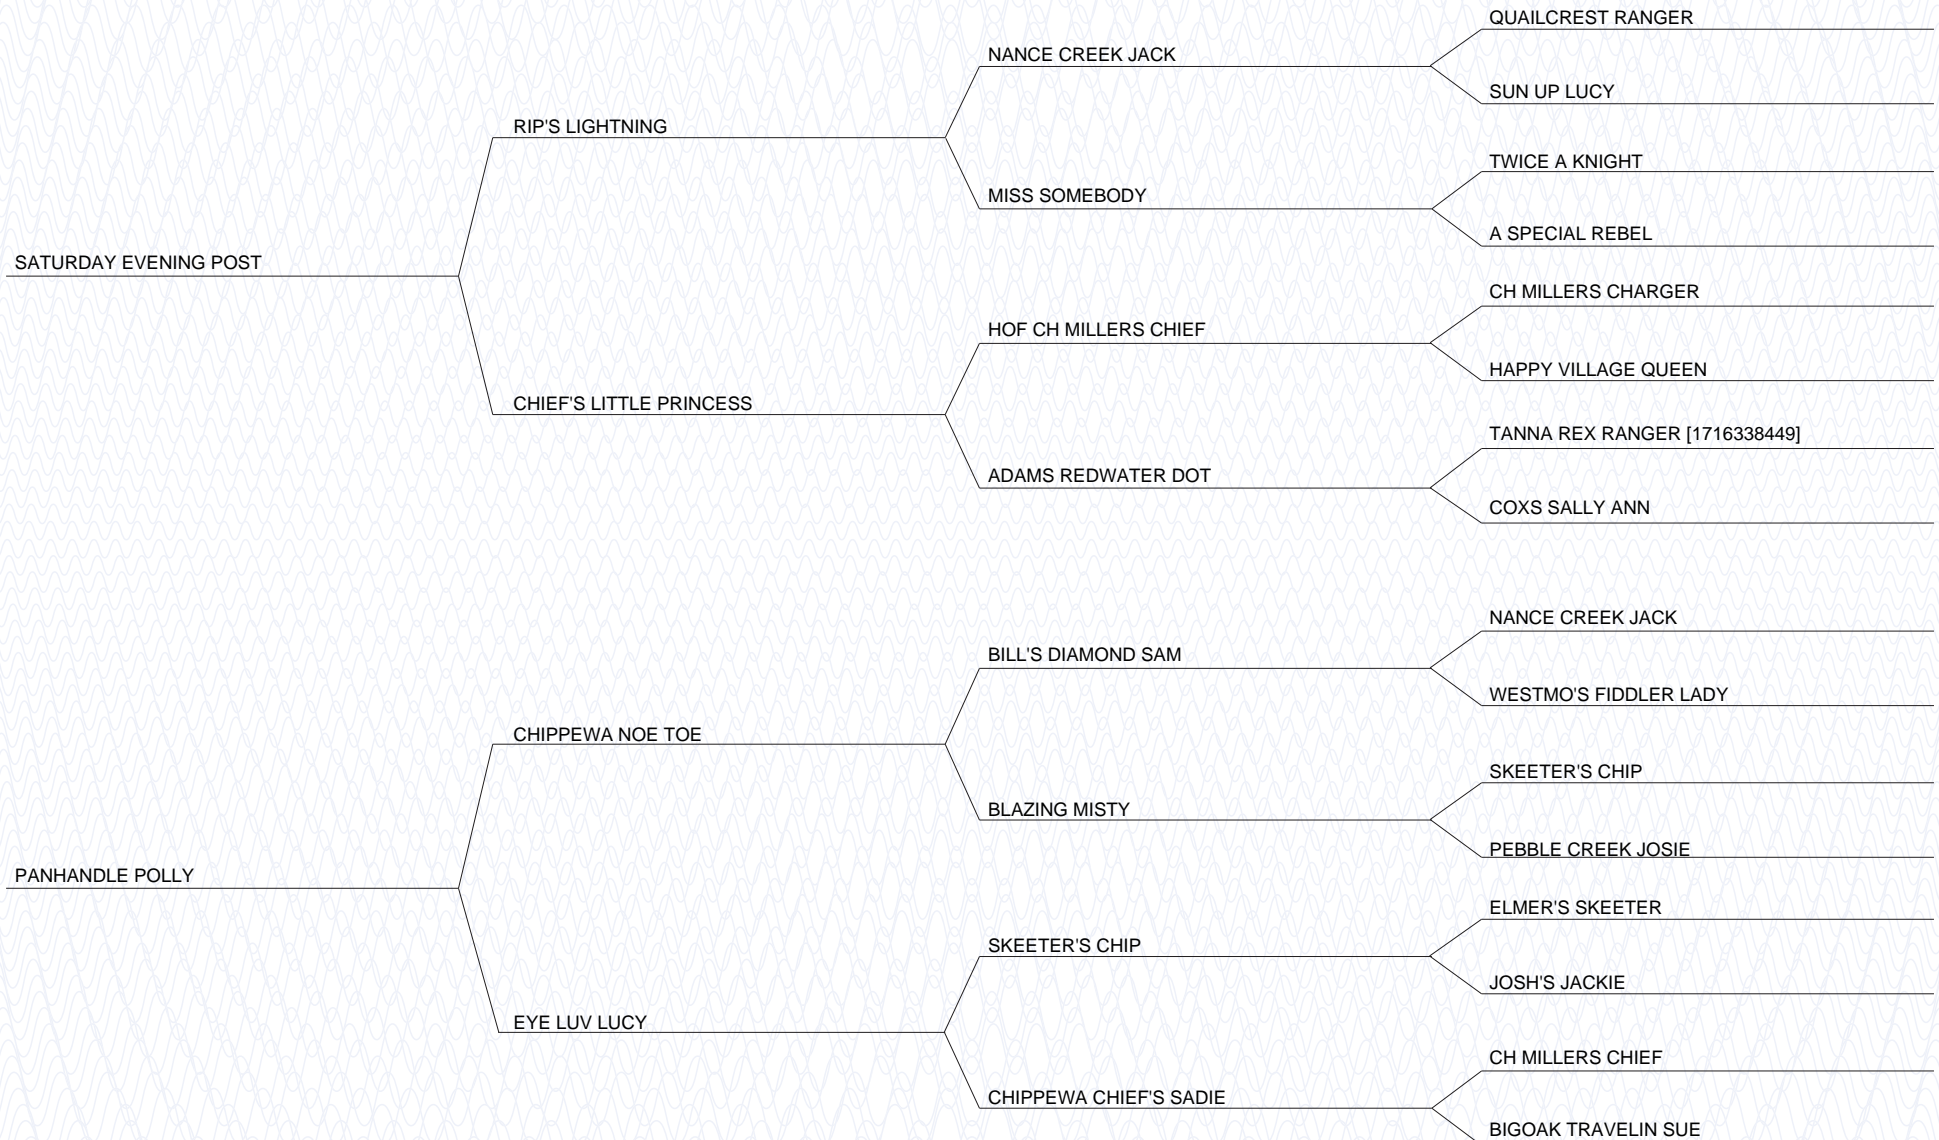 QUAILCREST RANGER
NANCE CREEK JACK
SUN UP LUCY
RIP'S LIGHTNING
TWICE A KNIGHT
MISS SOMEBODY
A SPECIAL REBEL
SATURDAY EVENING POST
CH MILLERS CHARGER
HOF CH MILLERS CHIEF
HAPPY VILLAGE QUEEN
CHIEF'S LITTLE PRINCESS
TANNA REX RANGER [1716338449]
ADAMS REDWATER DOT
COXS SALLY ANN
NANCE CREEK JACK
BILL'S DIAMOND SAM
WESTMO'S FIDDLER LADY
CHIPPEWA NOE TOE
SKEETER'S CHIP
BLAZING MISTY
PEBBLE CREEK JOSIE
PANHANDLE POLLY
ELMER'S SKEETER
SKEETER'S CHIP
JOSH'S JACKIE
EYE LUV LUCY
CH MILLERS CHIEF
CHIPPEWA CHIEF'S SADIE
BIGOAK TRAVELIN SUE